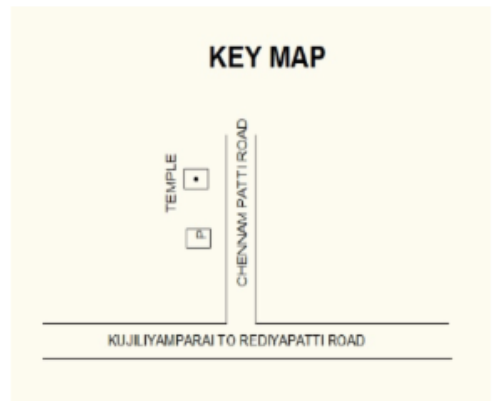 KEY MAP
TEMPLE
P
CHENNAM PATTI ROAD
KUJILIYAMPARAI TO REDIYAPATTI ROAD